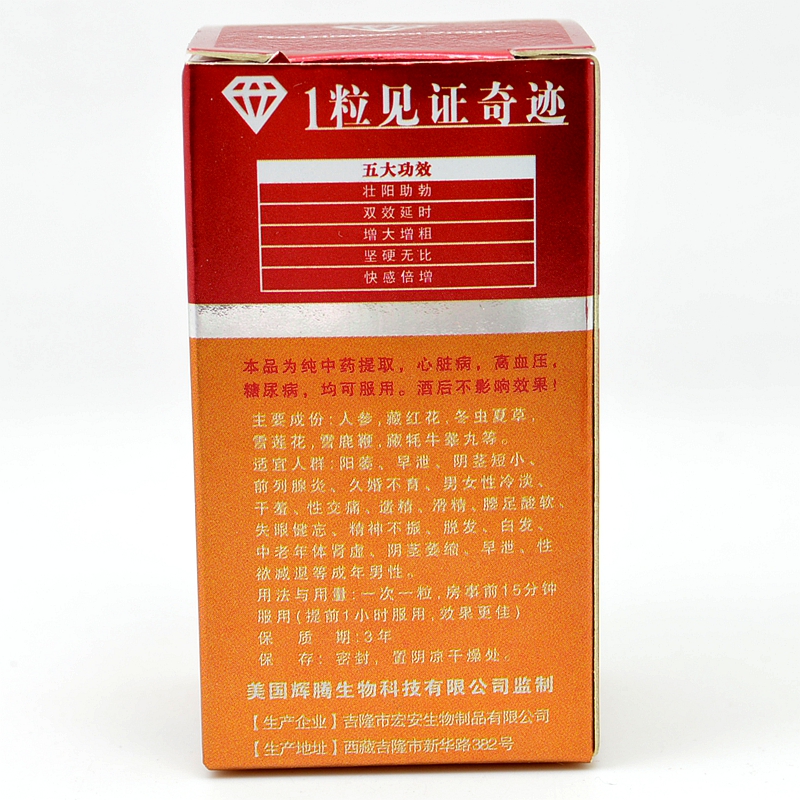 1粒见证奇迹
五大功效
壮阳助勃
双效延时
增大增粗
坚硬无比
快感倍增
本品为纯中药提取，心脏病，高血压，
糖尿病，均可服用。酒后不影响效果！
主要成份：人参，藏红花，冬虫夏草，
雪莲花，雪鹿鞭，藏牦牛睾丸等。
适宜人群：阳萎、早泄、阴茎短小、
前列腺炎、久婚不育、男女性冷淡、
干羞、性交痛、遗精、滑精、腰足酸软、
失眠健忘、精神不振、脱发、白发、
中老年体肾虚、阴茎萎缩、早泄、性
欲减退等成年男性。
用法与用量：一次一粒，房事前15分钟
服用（提前1小时服用，效果更佳）
保 质 期：3年
保 存：密封，置阴凉干燥处。
美国辉腾生物科技有限公司监制
【生产企业】吉隆市宏安生物制品有限公司
【生产地址】西藏吉隆市新华路382号